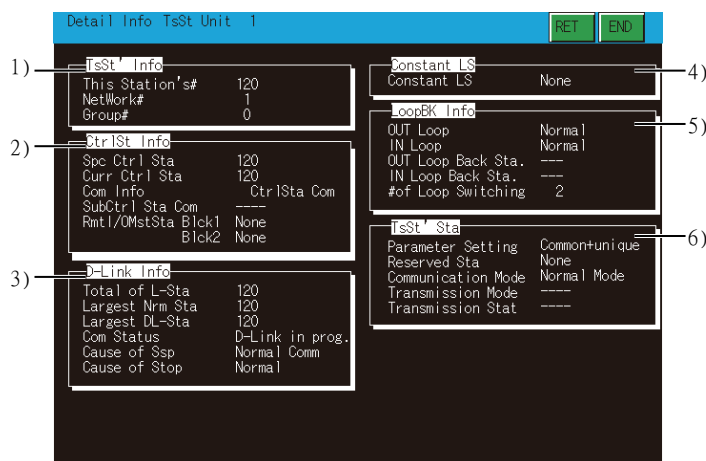 Detail Info TsSt Unit 1
RET END
1)
TsSt' Info
This Station's# 120
NetWork# 1
Group# 0
2)
CtrlSt Info
Spc Ctrl Sta 120
Curr Ctrl Sta 120
Com Info CtrlSta Com
SubCtrl Sta Com ----
RmtI/OMstSta Blck1 None
Blck2 None
3)
D-Link Info
Total of L-Sta 120
Largest Nrm Sta 120
Largest DL-Sta 120
Com Status D-Link in prog.
Cause of Ssp Normal Comm
Cause of Stop Normal
4)
Constant LS
Constant LS None
5)
LoopBK Info
OUT Loop Normal
IN Loop Normal
OUT Loop Back Sta. ---
IN Loop Back Sta. ---
#of Loop Switching 2
6)
TsSt' Sta
Parameter Setting Common+unique
Reserved Sta None
Communication Mode Normal Mode
Transmission Mode ----
Transmission Stat ----